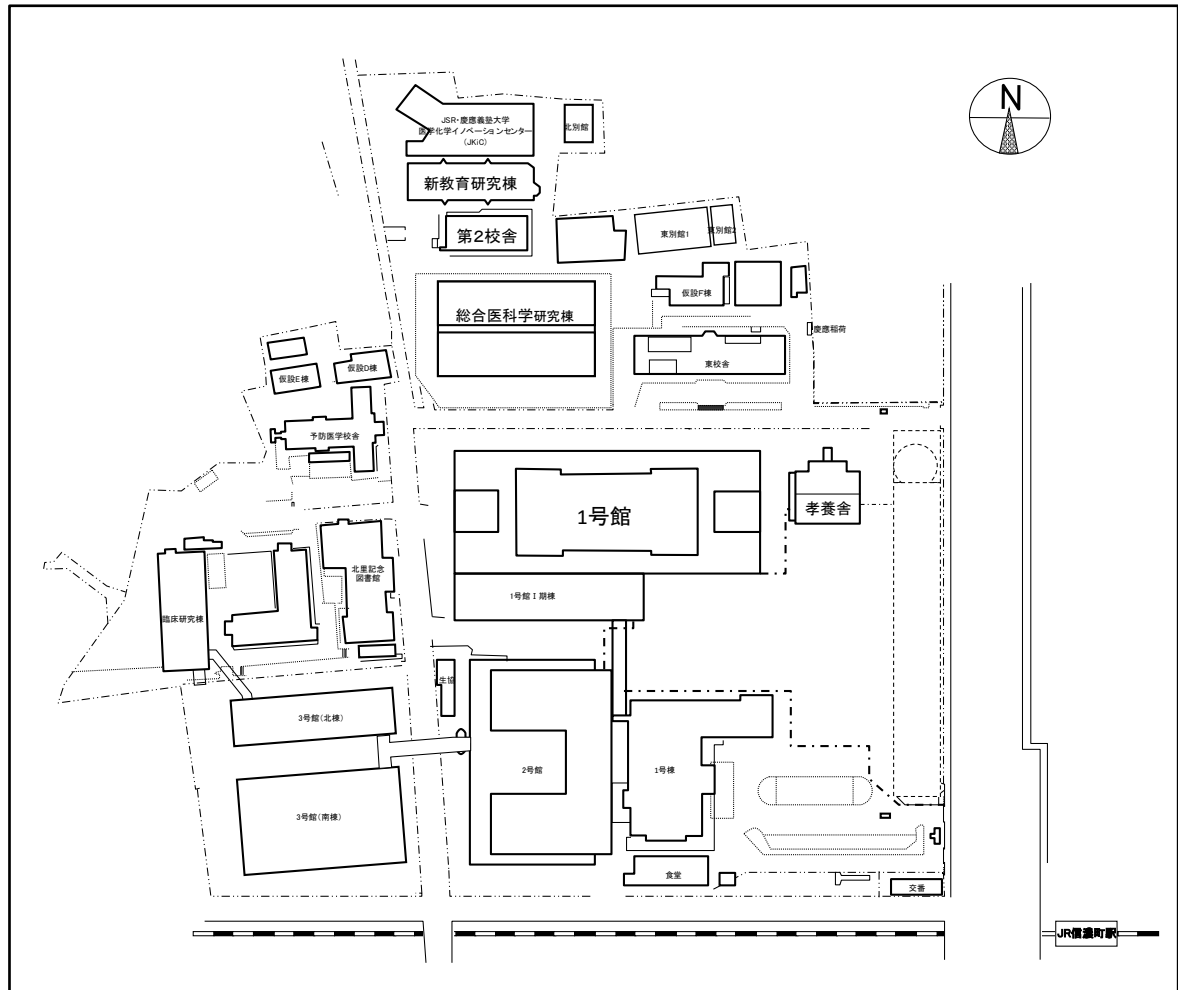 N
JSR・慶應義塾大学
医学化学イノベーションセンター
(JKiC)
北別館
新教育研究棟
第2校舎
東別館1
東別館2
仮設F棟
総合医科学研究棟
慶應稲荷
東校舎
仮設D棟
仮設E棟
予防医学校舎
孝養舎
1号館
北里記念
図書館
1号館Ⅰ期棟
臨床研究棟
生協
3号館(北棟)
2号館
1号棟
3号館(南棟)
食堂
交番
JR信濃町駅